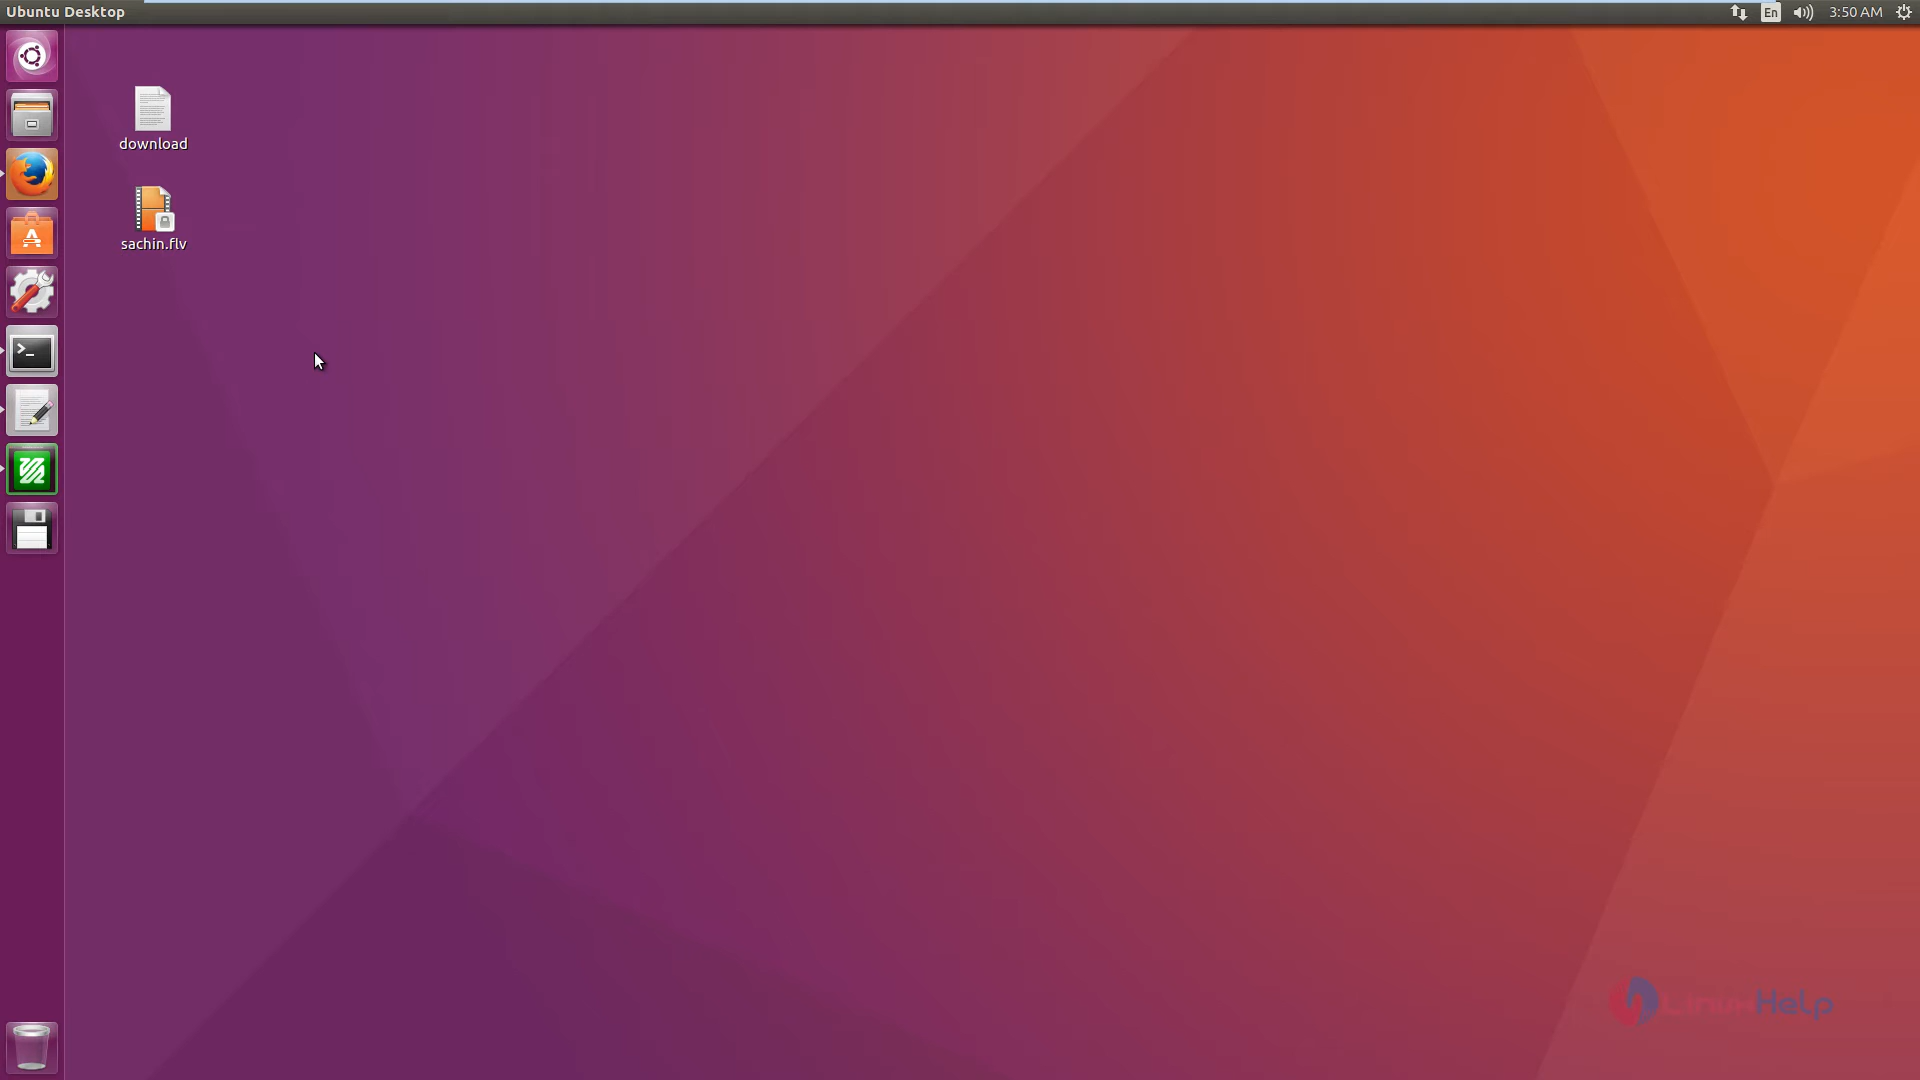 Ubuntu Desktop
En
3:50 AM
download
sachin.flv
LinuxHelp